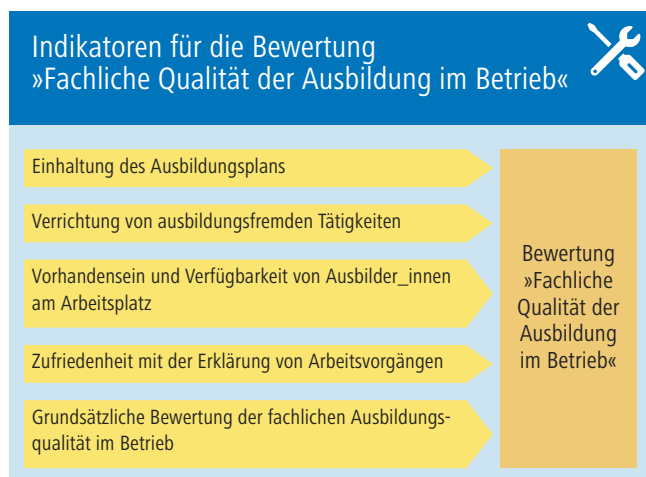 Indikatoren für die Bewertung
»Fachliche Qualität der Ausbildung im Betrieb«
Einhaltung des Ausbildungsplans
Verrichtung von ausbildungsfremden Tätigkeiten
Vorhandensein und Verfügbarkeit von Ausbilder_innen
am Arbeitsplatz
Zufriedenheit mit der Erklärung von Arbeitsvorgängen
Grundsätzliche Bewertung der fachlichen Ausbildungs-
qualität im Betrieb
Bewertung
»Fachliche
Qualität der
Ausbildung
im Betrieb«